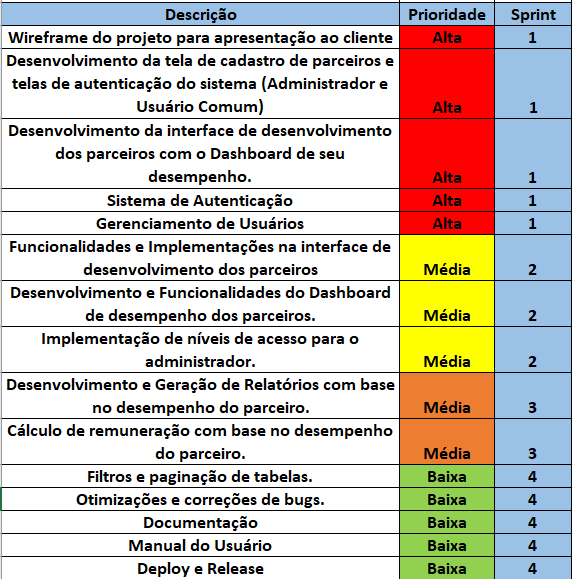 Descrição Prioridade Sprint
Wireframe do projeto para apresentação ao cliente Alta 1
Desenvolvimento da tela de cadastro de parceiros e
telas de autenticação do sistema (Administrador e
Usuário Comum) Alta 1
Desenvolvimento da interface de desenvolvimento
dos parceiros com o Dashboard de seu
desempenho. Alta 1
Sistema de Autenticação Alta 1
Gerenciamento de Usuários Alta 1
Funcionalidades e Implementações na interface de
desenvolvimento dos parceiros Média 2
Desenvolvimento e Funcionalidades do Dashboard
de desempenho dos parceiros. Média 2
Implementação de níveis de acesso para o
administrador. Média 2
Desenvolvimento e Geração de Relatórios com base
no desempenho do parceiro. Média 3
Cálculo de remuneração com base no desempenho
do parceiro. Média 3
Filtros e paginação de tabelas. Baixa 4
Otimizações e correções de bugs. Baixa 4
Documentação Baixa 4
Manual do Usuário Baixa 4
Deploy e Release Baixa 4